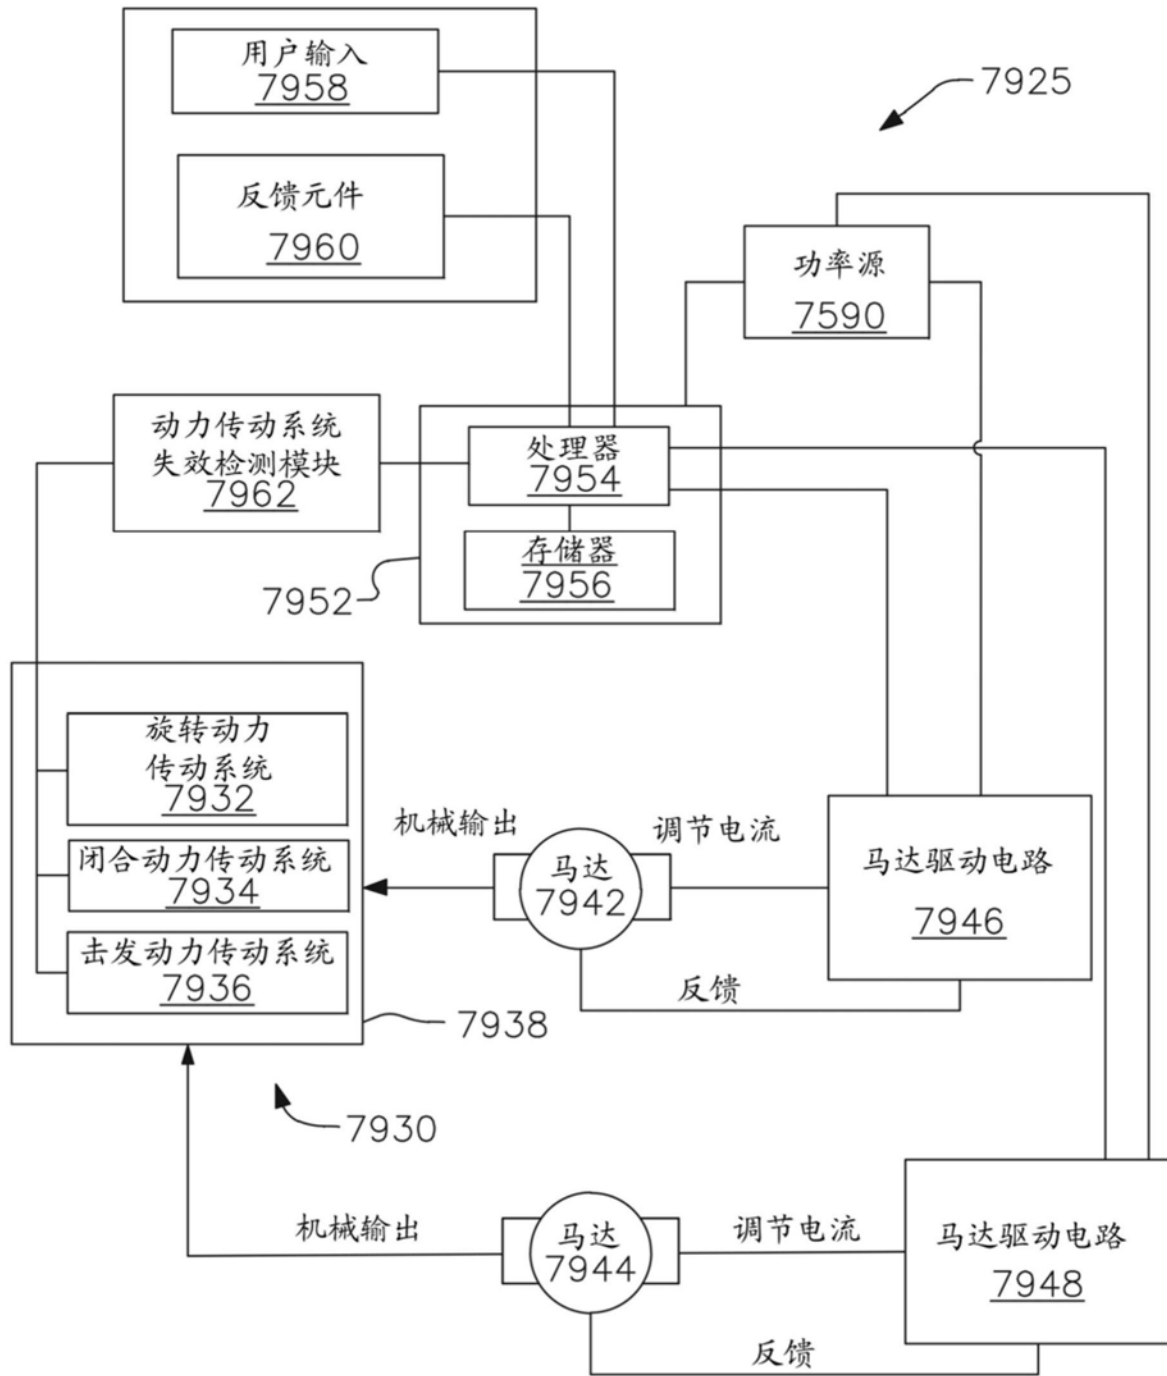 用户输入
7958
7925
反馈元件
7960
功率源
7590
动力传动系统
失效检测模块
7962
处理器
7954
存储器
7956
7952
旋转动力
传动系统
7932
闭合动力传动系统
7934
击发动力传动系统
7936
机械输出
马达
7942
调节电流
马达驱动电路
7946
反馈
7938
7930
机械输出
马达
7944
调节电流
马达驱动电路
7948
反馈